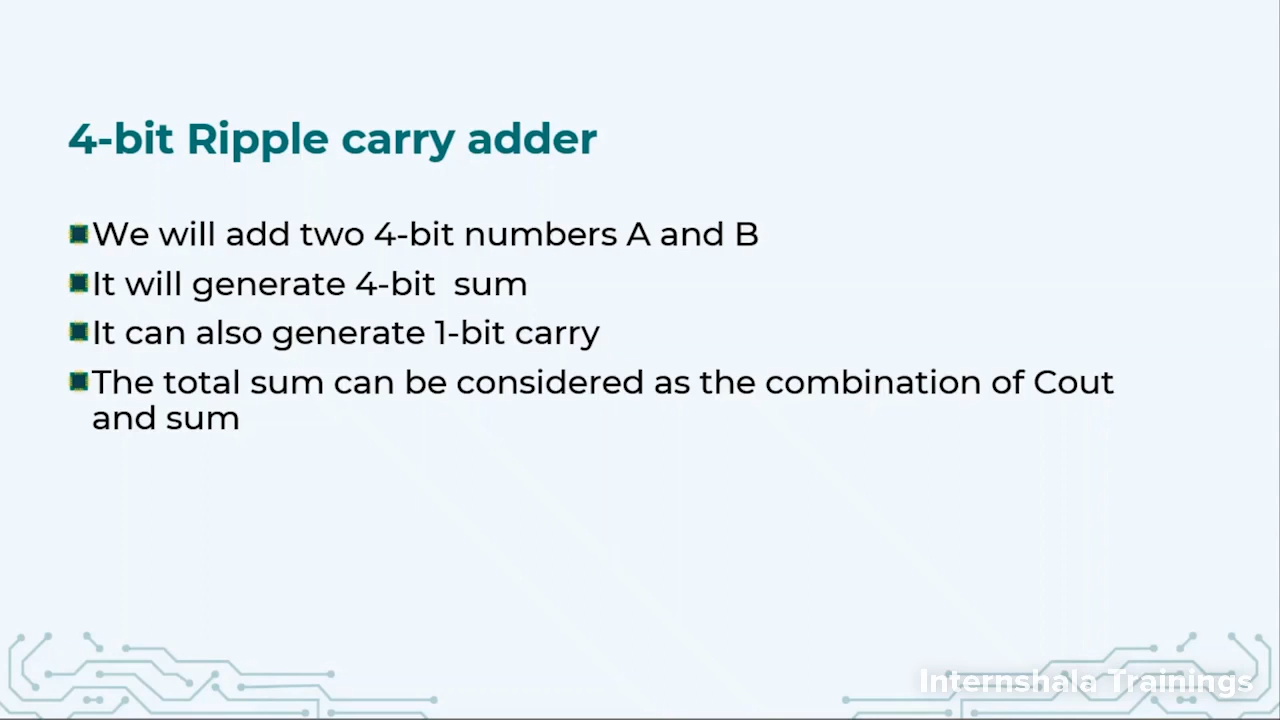 4-bit Ripple carry adder
We will add two 4-bit numbers A and B
It will generate 4-bit  sum
It can also generate 1-bit carry
The total sum can be considered as the combination of Cout
and sum
Internshala Trainings